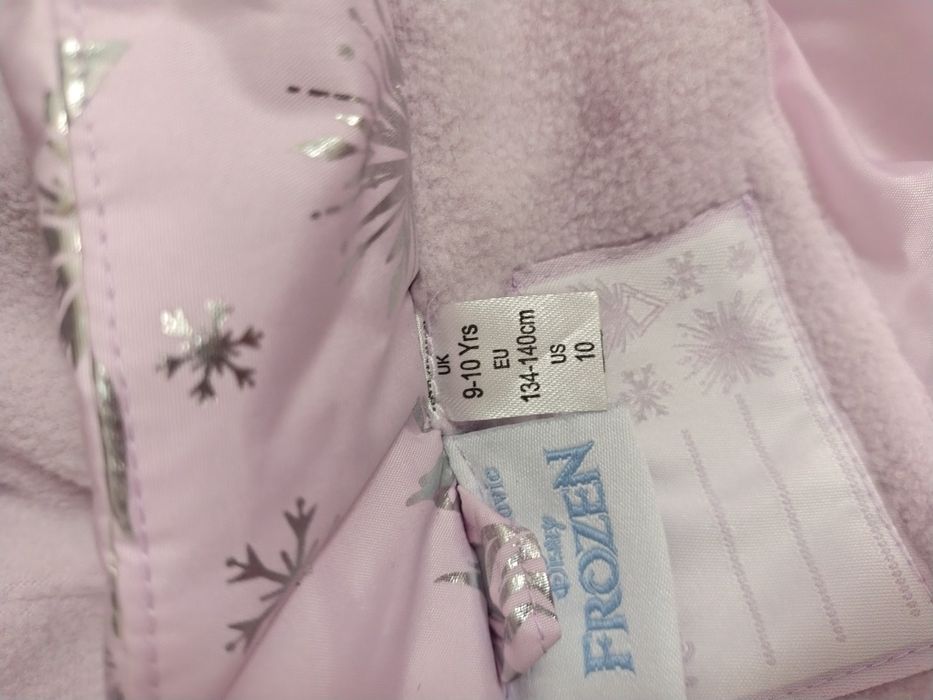 UK
9-10 Yrs
EU
134-140cm
US
10
Disney
FROZEN